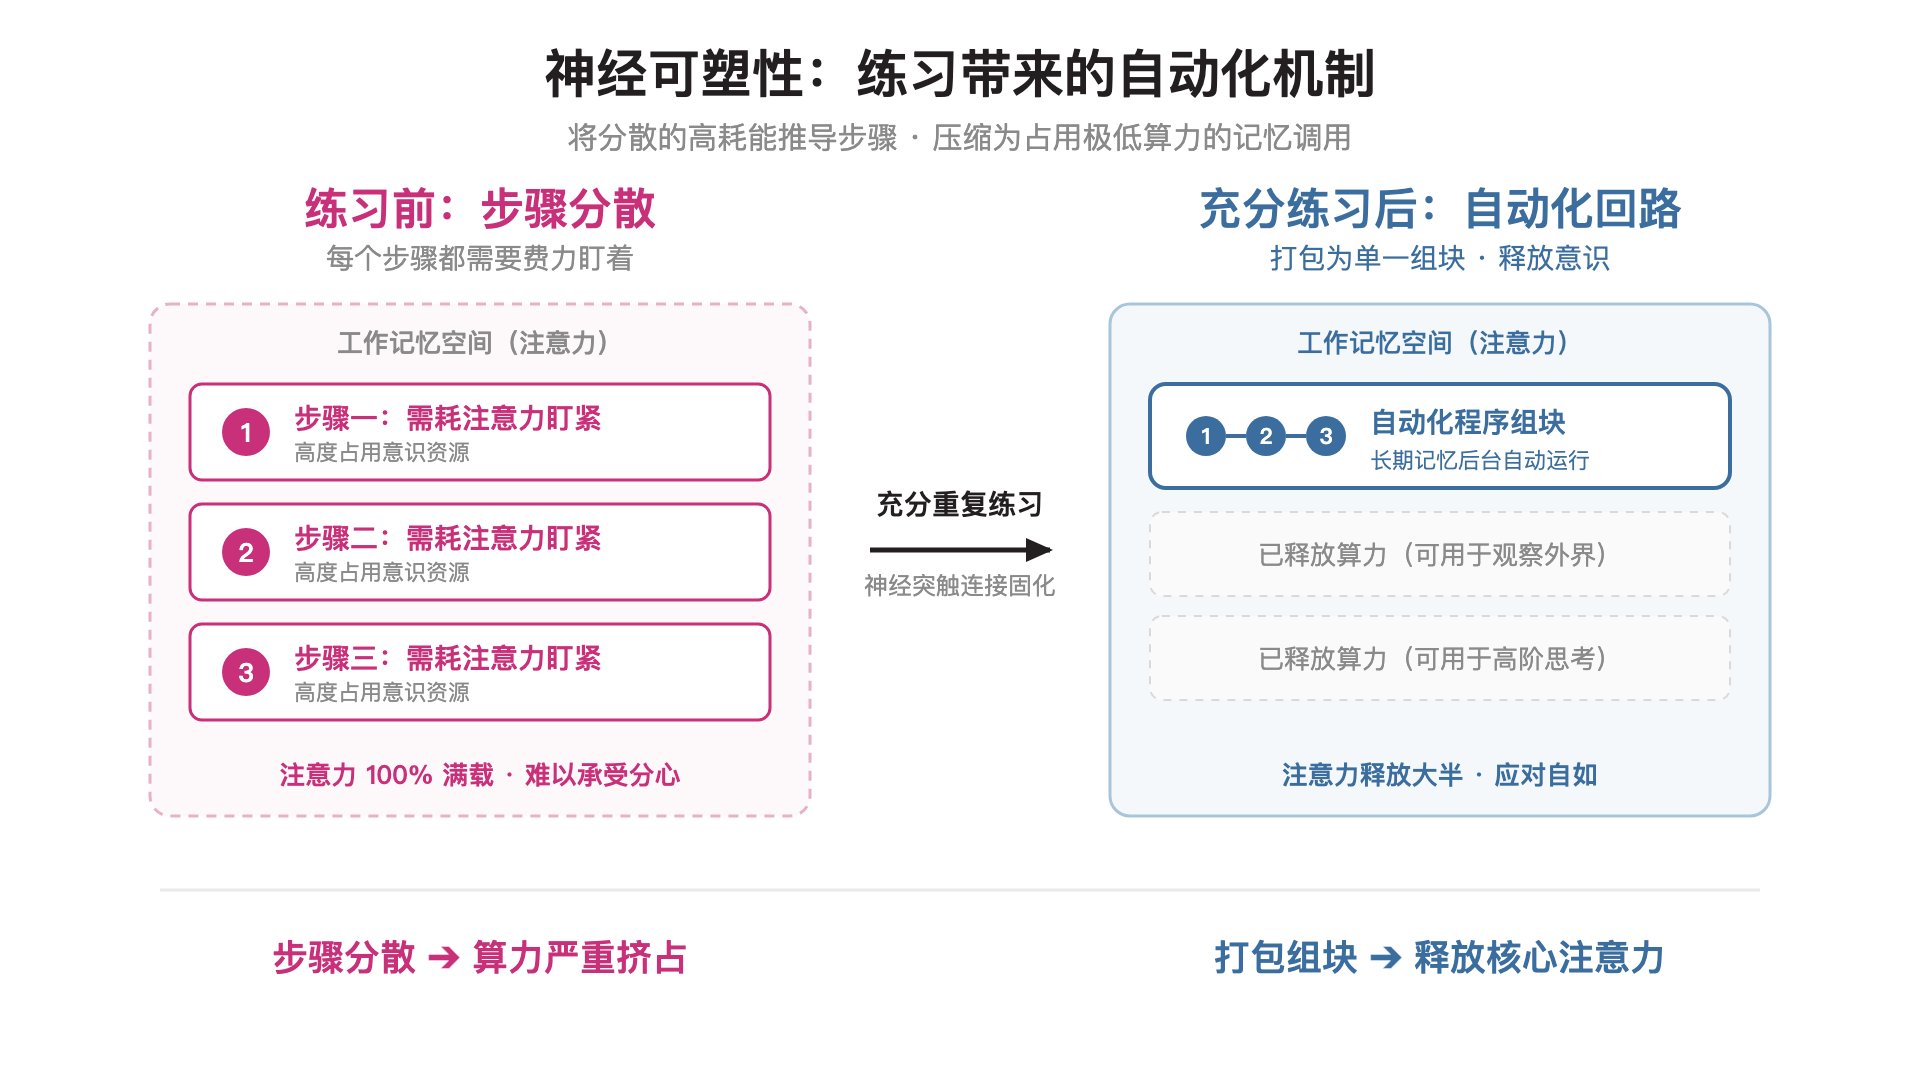 神经可塑性：练习带来的自动化机制
将分散的高耗能推导步骤 · 压缩为占用极低算力的记忆调用
练习前：步骤分散
每个步骤都需要费力盯着
工作记忆空间（注意力）
1
步骤一：需耗注意力盯紧
高度占用意识资源
2
步骤二：需耗注意力盯紧
高度占用意识资源
3
步骤三：需耗注意力盯紧
高度占用意识资源
注意力 100% 满载 · 难以承受分心
充分重复练习
神经突触连接固化
充分练习后：自动化回路
打包为单一组块 · 释放意识
工作记忆空间（注意力）
1 2 3
自动化程序组块
长期记忆后台自动运行
已释放算力（可用于观察外界）
已释放算力（可用于高阶思考）
注意力释放大半 · 应对自如
步骤分散 ➔ 算力严重挤占
打包组块 ➔ 释放核心注意力